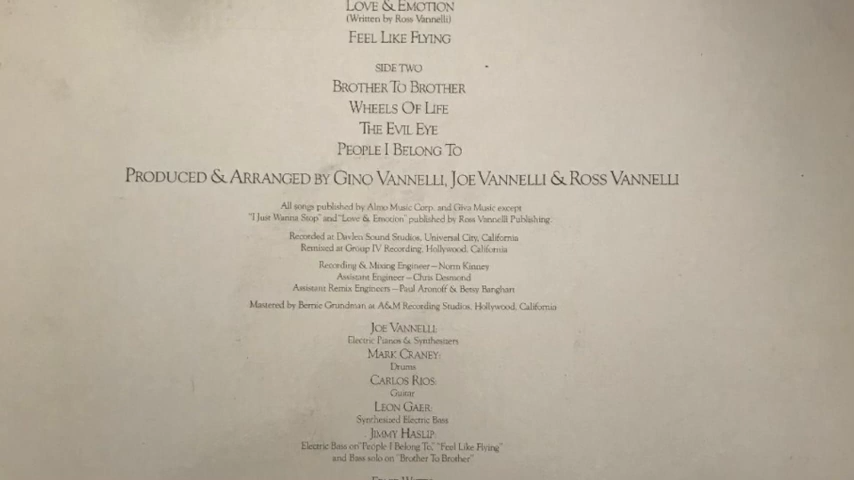 LOVE & EMOTION
(Written by Ross Vannelli)
FEEL LIKE FLYING
SIDE TWO
BROTHER TO BROTHER
WHEELS OF LIFE
THE EVIL EYE
PEOPLE I BELONG TO
PRODUCED & ARRANGED BY GINO VANNELLI, JOE VANNELLI & ROSS VANNELLI
All songs published by Almo Music Corp. and Giva Music except
"I Just Wanna Stop" and "Love & Emotion" published by Ross Vannelli Publishing.
Recorded at Davlen Sound Studios, Universal City, California
Remixed at Group IV Recording, Hollywood, California
Recording & Mixing Engineer—Norm Kinney
Assistant Engineer—Chris Desmond
Assistant Remix Engineers—Paul Aronoff & Betsy Banghart
Mastered by Bernie Grundman at A&M Recording Studios, Hollywood, California
JOE VANNELLI:
Electric Pianos & Synthesizers
MARK CRANEY:
Drums
CARLOS RIOS:
Guitar
LEON GAER:
Synthesized Electric Bass
JIMMY HASLIP:
Electric Bass on "People I Belong To," "Feel Like Flying"
and Bass solo on "Brother To Brother"